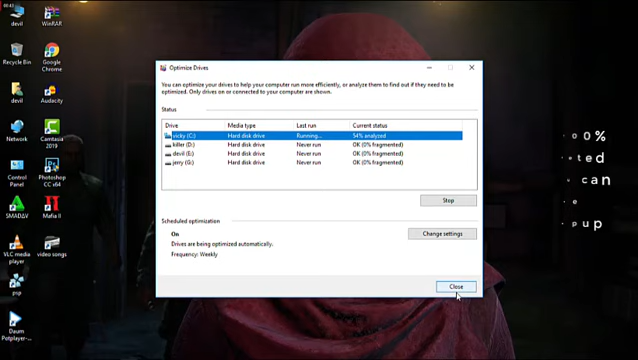 00:43
devil
WinRAR
Recycle Bin
Google
Chrome
devil
Audacity
Network
Camtasia
2019
Control
Panel
Photoshop
CC x64
SMADAV
Mafia II
VLC media
player
video songs
psp
Daum
Potplayer-...
Optimize Drives
You can optimize your drives to help your computer run more efficiently, or analyze them to find out if they need to be
optimized. Only drives on or connected to your computer are shown.
Status
Drive Media type Last run Current status
vicky (C:) Hard disk drive Running... 54% analyzed
killer (D:) Hard disk drive Never run OK (0% fragmented)
devil (E:) Hard disk drive Never run OK (0% fragmented)
jerry (G:) Hard disk drive Never run OK (0% fragmented)
Stop
Scheduled optimization
On
Drives are being optimized automatically.
Frequency: Weekly
Change settings
Close
00%
ted
can
e
pup